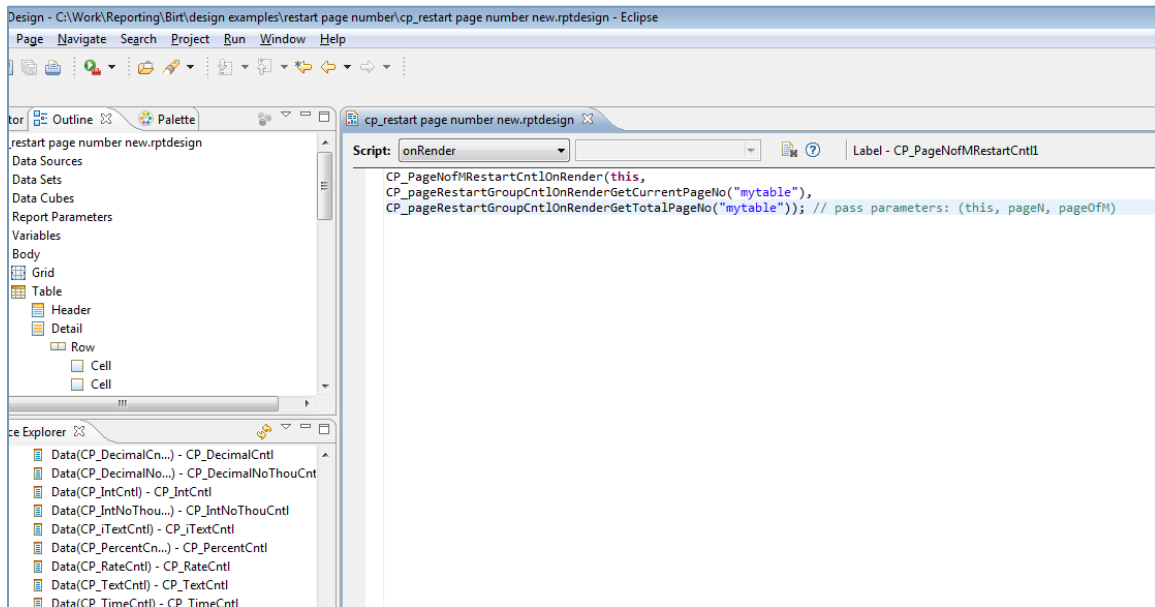 Design - C:\Work\Reporting\Birt\design examples\restart page number\cp_restart page number new.rptdesign - Eclipse
Page Navigate Search Project Run Window Help
tor Outline Palette
restart page number new.rptdesign
Data Sources
Data Sets
Data Cubes
Report Parameters
Variables
Body
Grid
Table
Header
Detail
Row
Cell
Cell
ce Explorer
Data(CP_DecimalCn...) - CP_DecimalCntl
Data(CP_DecimalNo...) - CP_DecimalNoThouCnt
Data(CP_IntCntl) - CP_IntCntl
Data(CP_IntNoThou...) - CP_IntNoThouCntl
Data(CP_iTextCntl) - CP_iTextCntl
Data(CP_PercentCn...) - CP_PercentCntl
Data(CP_RateCntl) - CP_RateCntl
Data(CP_TextCntl) - CP_TextCntl
Data(CP_TimeCntl) - CP_TimeCntl
cp_restart page number new.rptdesign
Script: onRender Label - CP_PageNofMRestartCntl1
CP_PageNofMRestartCntlOnRender(this,
CP_pageRestartGroupCntlOnRenderGetCurrentPageNo("mytable"),
CP_pageRestartGroupCntlOnRenderGetTotalPageNo("mytable")); // pass parameters: (this, pageN, pageOfM)